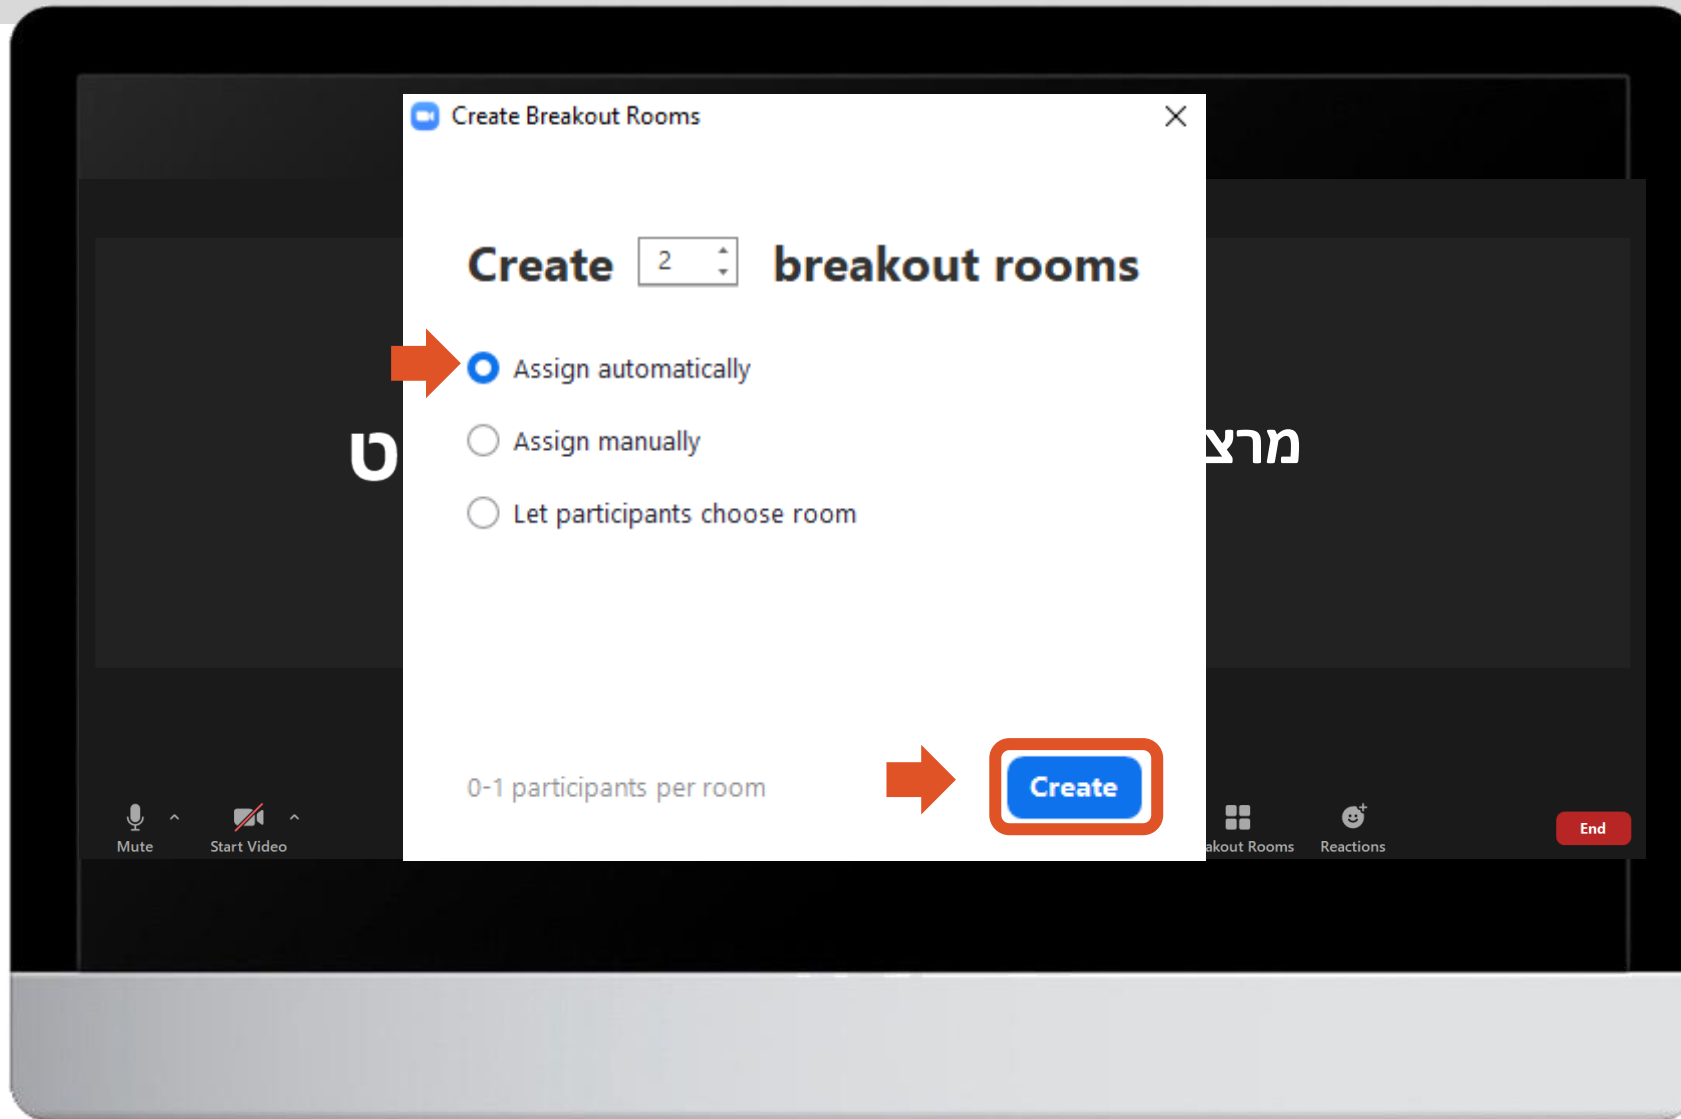 Create Breakout Rooms
Create 2 breakout rooms
Assign automatically
Assign manually
Let participants choose room
מרצ
ט
0-1 participants per room
Create
Mute
Start Video
akout Rooms
Reactions
End